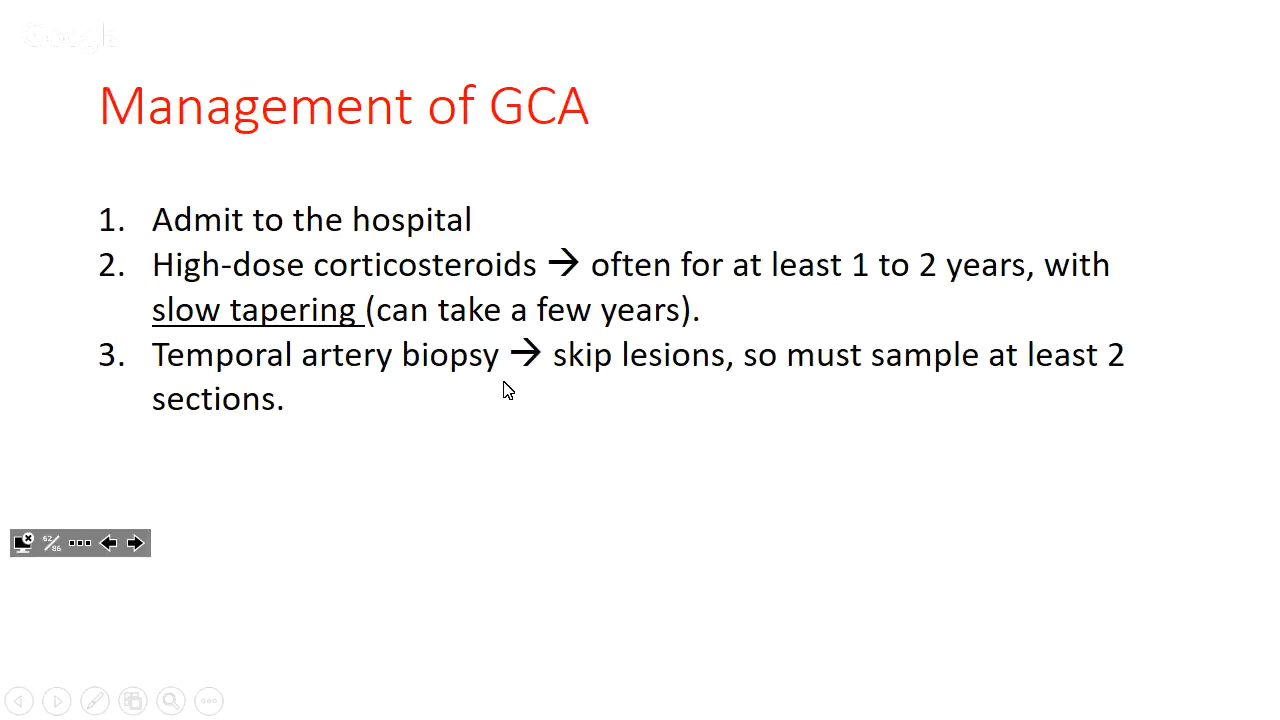 Management of GCA
1. Admit to the hospital
2. High-dose corticosteroids → often for at least 1 to 2 years, with
slow tapering (can take a few years).
3. Temporal artery biopsy → skip lesions, so must sample at least 2
sections.
62/86